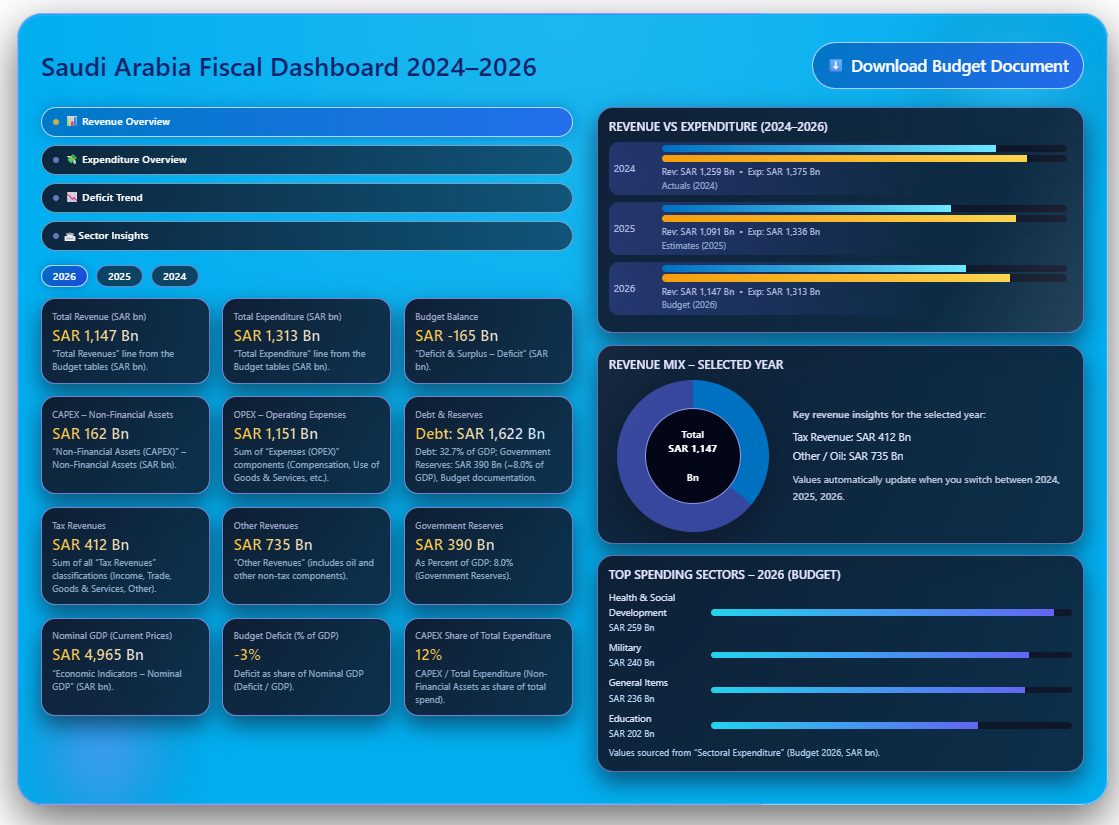 Saudi Arabia Fiscal Dashboard 2024–2026
Download Budget Document
Revenue Overview
Expenditure Overview
Deficit Trend
Sector Insights
2026
2025
2024
Total Revenue (SAR bn)
SAR 1,147 Bn
"Total Revenues" line from the
Budget tables (SAR bn).
Total Expenditure (SAR bn)
SAR 1,313 Bn
"Total Expenditure" line from the
Budget tables (SAR bn).
Budget Balance
SAR -165 Bn
"Deficit & Surplus – Deficit" (SAR
bn).
CAPEX – Non-Financial Assets
SAR 162 Bn
"Non-Financial Assets (CAPEX)" –
Non-Financial Assets (SAR bn).
OPEX – Operating Expenses
SAR 1,151 Bn
Sum of "Expenses (OPEX)"
components (Compensation, Use of
Goods & Services, etc.).
Debt & Reserves
Debt: SAR 1,622 Bn
Debt: 32.7% of GDP; Government
Reserves: SAR 390 Bn (~8.0% of
GDP), Budget documentation.
Tax Revenues
SAR 412 Bn
Sum of all "Tax Revenues"
classifications (Income, Trade,
Goods & Services, Other).
Other Revenues
SAR 735 Bn
"Other Revenues" (includes oil and
other non-tax components).
Government Reserves
SAR 390 Bn
As Percent of GDP: 8.0%
(Government Reserves).
Nominal GDP (Current Prices)
SAR 4,965 Bn
"Economic Indicators – Nominal
GDP" (SAR bn).
Budget Deficit (% of GDP)
-3%
Deficit as share of Nominal GDP
(Deficit / GDP).
CAPEX Share of Total Expenditure
12%
CAPEX / Total Expenditure (Non-
Financial Assets as share of total
spend).
REVENUE VS EXPENDITURE (2024–2026)
2024
Rev: SAR 1,259 Bn • Exp: SAR 1,375 Bn
Actuals (2024)
2025
Rev: SAR 1,091 Bn • Exp: SAR 1,336 Bn
Estimates (2025)
2026
Rev: SAR 1,147 Bn • Exp: SAR 1,313 Bn
Budget (2026)
REVENUE MIX – SELECTED YEAR
Total
SAR 1,147
Bn
Key revenue insights for the selected year:
Tax Revenue: SAR 412 Bn
Other / Oil: SAR 735 Bn
Values automatically update when you switch between 2024,
2025, 2026.
TOP SPENDING SECTORS – 2026 (BUDGET)
Health & Social
Development
SAR 259 Bn
Military
SAR 240 Bn
General Items
SAR 236 Bn
Education
SAR 202 Bn
Values sourced from "Sectoral Expenditure" (Budget 2026, SAR bn).